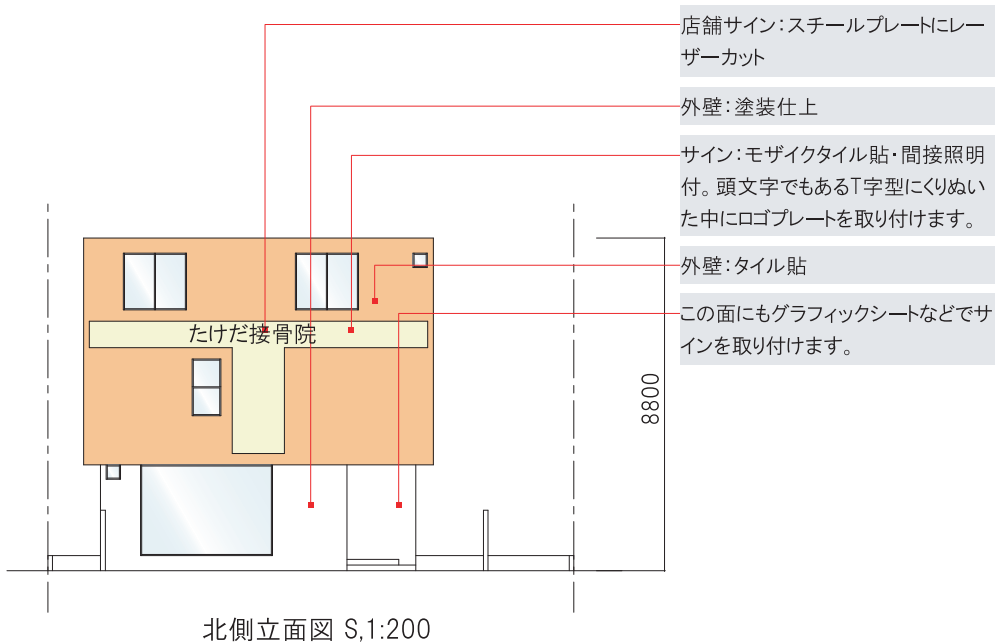 店舗サイン：スチールプレートにレー
ザーカット
外壁：塗装仕上
サイン：モザイクタイル貼・間接照明
付。頭文字でもあるT字型にくりぬい
た中にロゴプレートを取り付けます。
外壁：タイル貼
この面にもグラフィックシートなどでサ
インを取り付けます。
たけだ接骨院
8800
北側立面図 S,1:200